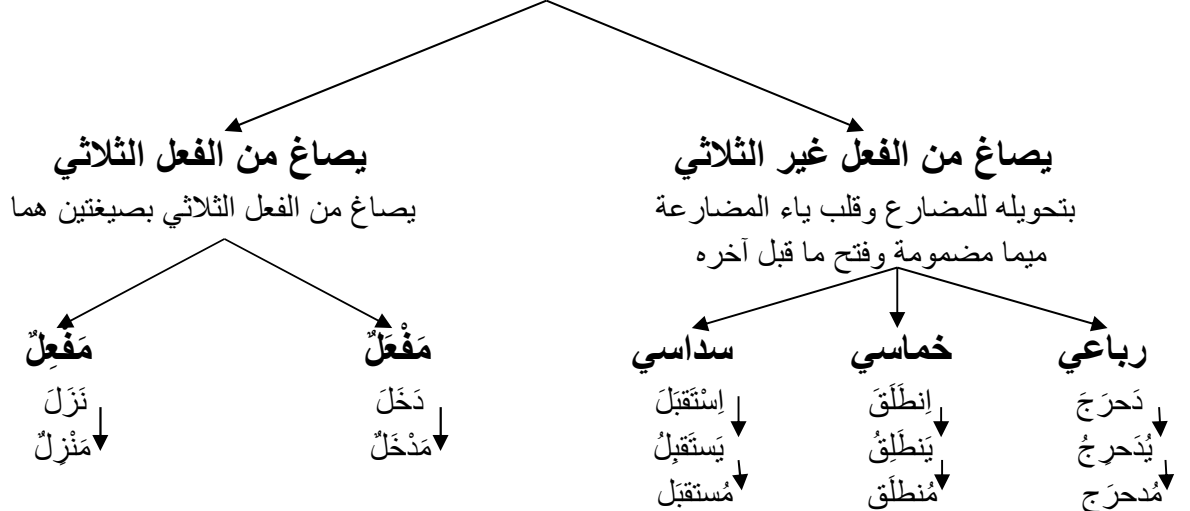 يصاغ من الفعل غير الثلاثي
بتحويله للمضارع وقلب ياء المضارعة
ميما مضمومة وفتح ما قبل آخره
رباعي
دَحرَجَ
يُدَحرِجُ
مُدحرَج
خماسي
اِنطَلَقَ
يَنطَلِقُ
مُنطلَق
سداسي
اِسْتَقبَلَ
يَستَقبِلُ
مُستقبَل
يصاغ من الفعل الثلاثي
يصاغ من الفعل الثلاثي بصيغتين هما
مَفْعَلٌ
دَخَلَ
مَدْخَلٌ
مَفْعِلٌ
نَزَلَ
مَنْزِلٌ